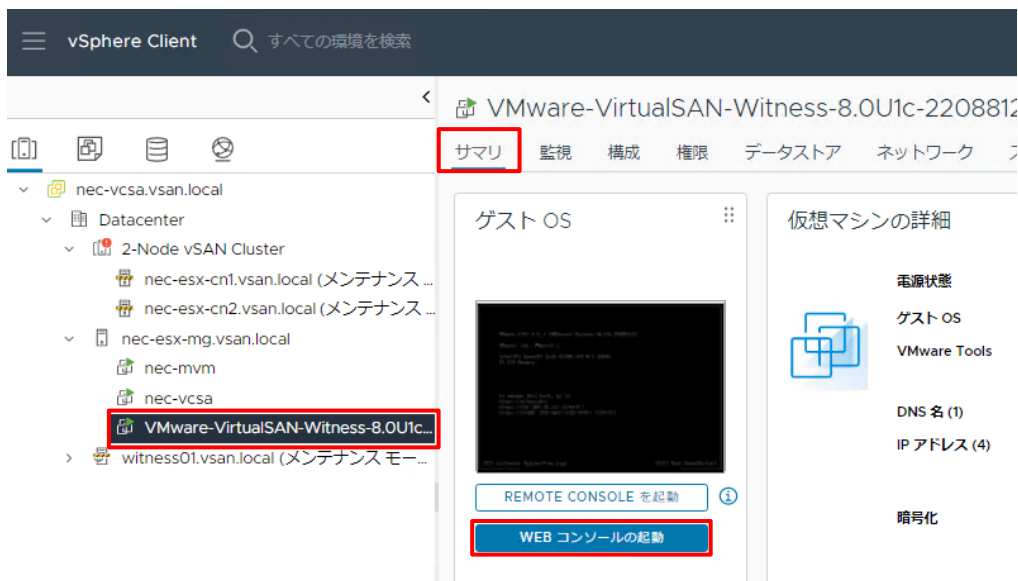 vSphere Client
すべての環境を検索
nec-vcsa.vsan.local
Datacenter
2-Node vSAN Cluster
nec-esx-cn1.vsan.local (メンテナンス ...
nec-esx-cn2.vsan.local (メンテナンス ...
nec-esx-mg.vsan.local
nec-mvm
nec-vcsa
VMware-VirtualSAN-Witness-8.0U1c...
witness01.vsan.local (メンテナンス モー...
VMware-VirtualSAN-Witness-8.0U1c-2208812
サマリ 監視 構成 権限 データストア ネットワーク
ゲスト OS
REMOTE CONSOLE を起動
WEB コンソールの起動
仮想マシンの詳細
電源状態
ゲスト OS
VMware Tools
DNS 名 (1)
IP アドレス (4)
暗号化